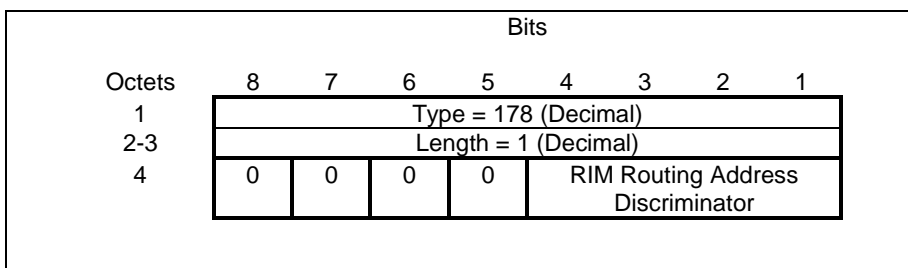 Bits
Octets 8 7 6 5 4 3 2 1
1 Type = 178 (Decimal)
2-3 Length = 1 (Decimal)
4 0 0 0 0 RIM Routing Address
Discriminator